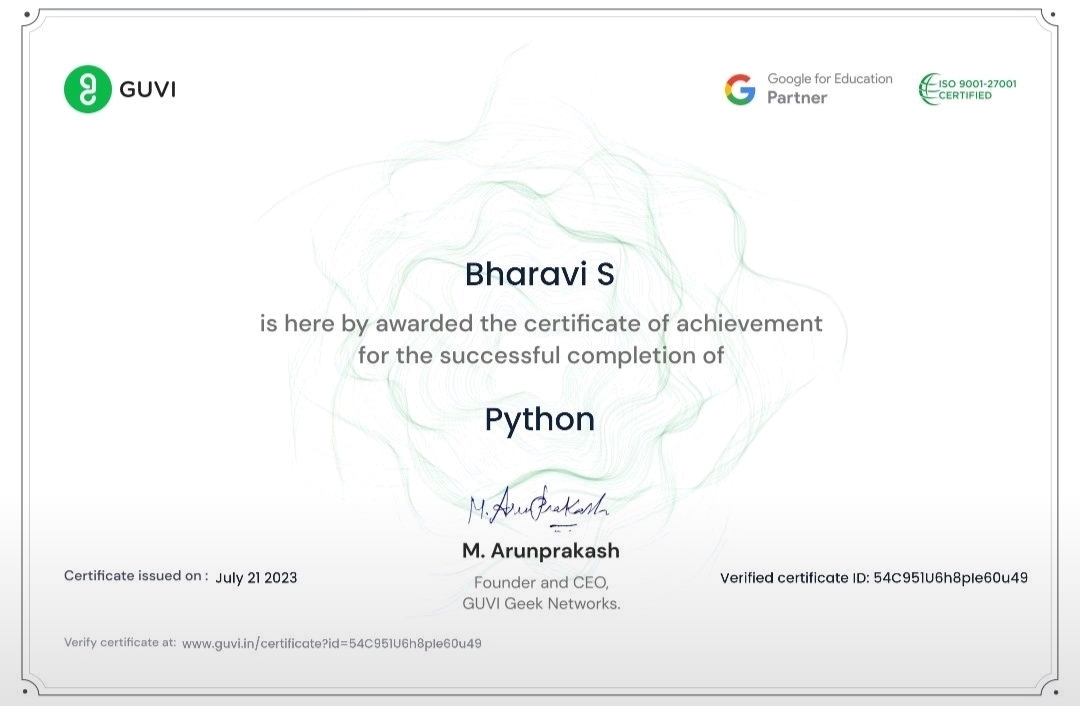 GUVI
Google for Education
Partner
ISO 9001-27001
CERTIFIED
Bharavi S
is here by awarded the certificate of achievement
for the successful completion of
Python
M. Arunprakash
M. Arunprakash
Founder and CEO,
GUVI Geek Networks.
Certificate issued on : July 21 2023
Verified certificate ID: 54C951U6h8pIe60u49
Verify certificate at: www.guvi.in/certificate?id=54C951U6h8pIe60u49